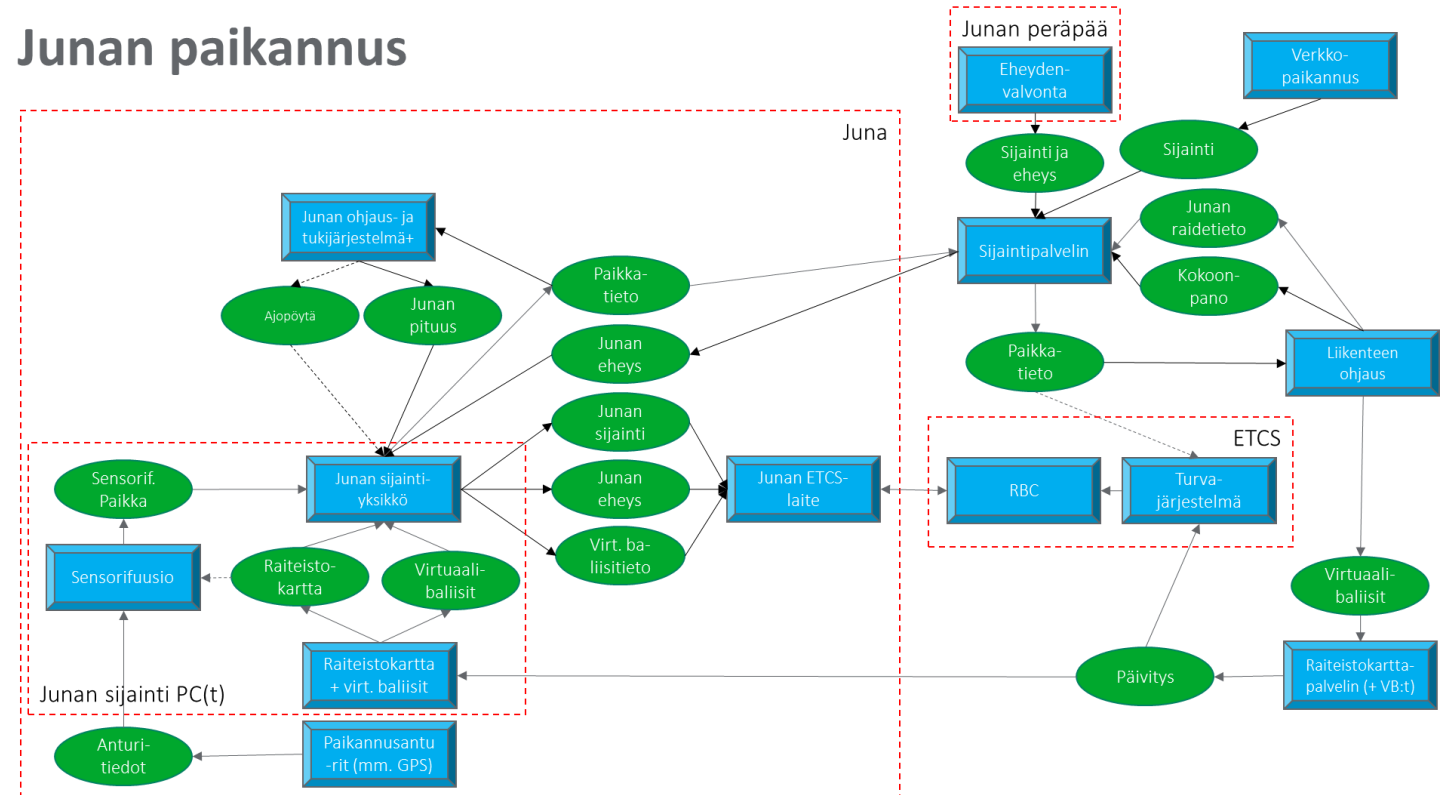 Junan paikannus
Junan peräpää
Eheyden-
valvonta
Verkko-
paikannus
Juna
Sijainti ja
eheys
Sijainti
Junan ohjaus- ja
tukijärjestelmä+
Junan
raidetieto
Sijaintipalvelin
Paikka-
tieto
Kokoon-
pano
Ajopöytä
Junan
pituus
Junan
eheys
Paikka-
tieto
Liikenteen
ohjaus
Junan
sijainti
ETCS
Sensorif.
Paikka
Junan sijainti-
yksikkö
Junan
eheys
Junan ETCS-
laite
RBC
Turva-
järjestelmä
Virt. ba-
liisitieto
Sensorifuusio
Raiteisto-
kartta
Virtuaali-
baliisit
Virtuaali-
baliisit
Raiteistokartta
+ virt. baliisit
Päivitys
Raiteistokartta-
palvelin (+ VB:t)
Junan sijainti PC(t)
Anturi-
tiedot
Paikannusantu
-rit (mm. GPS)